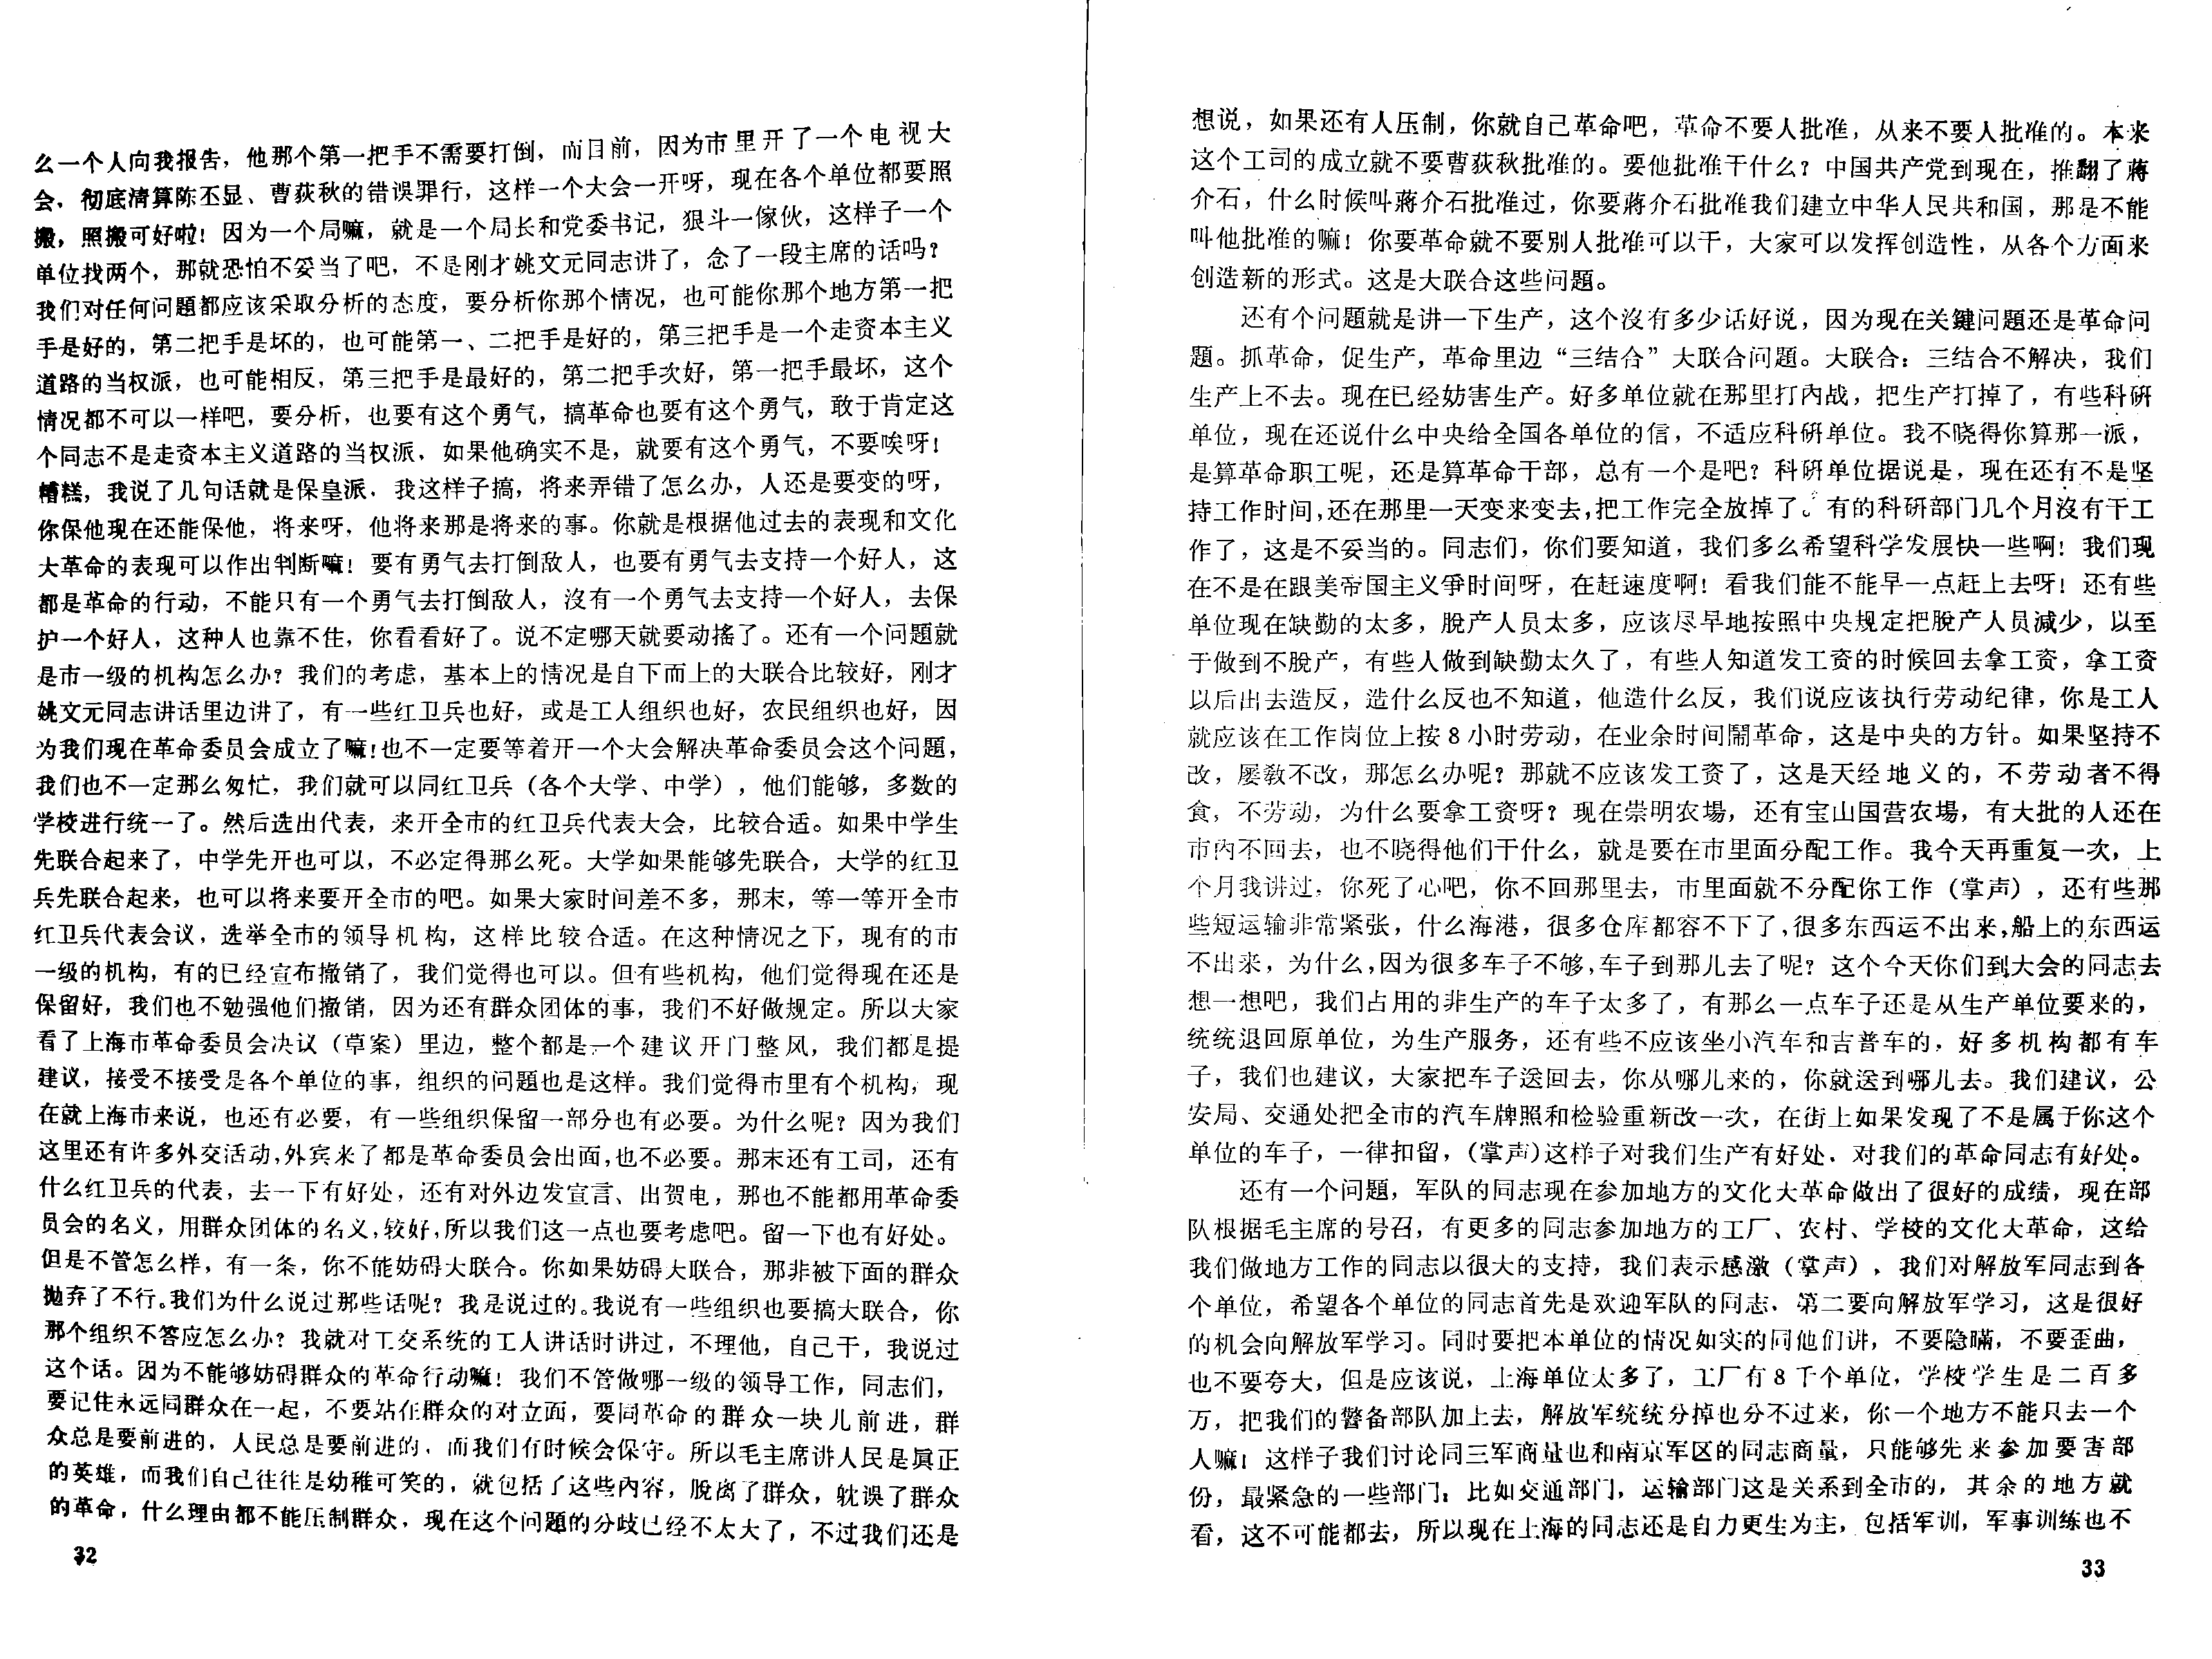 么一个人向我报告，他那个第一把手不需要打倒，而目前，因为市里开了一个电视大
会，彻底清算陈丕显、曹荻秋的错误罪行，这样一个大会一开呀，现在各个单位都要照
搬，照搬可好啦！因为一个局嘛，就是一个局长和党委书记，狠斗一傢伙，这样子一个
单位找两个，那就恐怕不妥当了吧，不是刚才姚文元同志讲了，念了一段主席的话吗？
我们对任何问題都应该采取分析的态度，要分析你那个情况，也可能你那个地方第一把
手是好的，第二把手是坏的，也可能第一、二把手是好的，第三把手是一个走资本主义
道路的当权派，也可能相反，第三把手是最好的，第二把手次好，第一把手最坏，这个
情况都不可以一样吧，要分析，也要有这个勇气，搞革命也要有这个勇气，敢于肯定这
个同志不是走资本主义道路的当权派，如果他确实不是，就要有这个勇气，不要唉呀！
糟糕，我说了几句话就是保皇派，我这样子搞，将来弄错了怎么办，人还是要变的呀，
你保他现在还能保他，将来呀，他将来那是将来的事。你就是根据他过去的表现和文化
大革命的表现可以作出判断嘛！要有勇气去打倒敌人，也要有勇气去支持一个好人，这
都是革命的行动，不能只有一个勇气去打倒敌人，沒有一个勇气去支持一个好人，去保
护一个好人，这种人也靠不住，你看看好了。说不定哪天就要动搖了。还有一个问題就
是市一级的机构怎么办？我们的考虑，基本上的情况是自下而上的大联合比较好，刚才
姚文元同志讲话里边讲了，有一些红卫兵也好，或是工人组织也好，农民组织也好，因
为我们现在革命委员会成立了嘛！也不一定要等着开一个大会解决革命委员会这个问題，
我们也不一定那么匆忙，我们就可以同红卫兵（各个大学、中学），他们能够，多数的
学校进行统一了。然后选出代表，来开全市的红卫兵代表大会，比较合适。如果中学生
先联合起来了，中学先开也可以，不必定得那么死。大学如果能够先联合，大学的红卫
兵先联合起来，也可以将来要开全市的吧。如果大家时间差不多，那末，等一等开全市
红卫兵代表会议，选举全市的领导机构，这样比较合适。在这种情况之下，现有的市
一级的机构，有的已经宣布撤销了，我们觉得也可以。但有些机构，他们觉得现在还是
保留好，我们也不勉强他们撤销，因为还有群众团体的事，我们不好做规定。所以大家
看了上海市革命委员会决议（草案）里边，整个都是一个建议开门整风，我们都是提
建议，接受不接受是各个单位的事，组织的问題也是这样。我们觉得市里有个机构，现
在就上海市来说，也还有必要，有一些组织保留一部分也有必要。为什么呢？因为我们
这里还有许多外交活动，外宾来了都是革命委员会出面，也不必要。那末还有工司，还有
什么红卫兵的代表，去一下有好处，还有对外边发宣言、出贺电，那也不能都用革命委
员会的名义，用群众团体的名义，较好，所以我们这一点也要考虑吧。留一下也有好处。
但是不管怎么样，有一条，你不能妨碍大联合。你如果妨碍大联合，那非被下面的群众
抛弃了不行。我们为什么说过那些话呢？我是说过的。我说有一些组织也要搞大联合，你
那个组织不答应怎么办？我就对工交系统的工人讲话时讲过，不理他，自己干，我说过
这个话。因为不能够妨碍群众的革命行动嘛！我们不管做哪一级的领导工作，同志们，
要记住永远同群众在一起，不要站在群众的对立面，要同革命的群众一块儿前进，群
众总是要前进的，人民总是要前进的，而我们有时候会保守。所以毛主席讲人民是真正
的英雄，而我们自己往往是幼稚可笑的，就包括了这些內容，脫离了群众，躭误了群众
的革命，什么理由都不能压制群众，现在这个问題的分歧已经不太大了，不过我们还是
32
想说，如果还有人压制，你就自己革命吧，革命不要人批准，从来不要人批准的。本来
这个工司的成立就不要曹荻秋批准的。要他批准干什么？中国共产党到现在，推翻了蔣
介石，什么时候叫蔣介石批准过，你要蔣介石批准我们建立中华人民共和国，那是不能
叫他批准的嘛！你要革命就不要別人批准可以干，大家可以发挥创造性，从各个方面来
创造新的形式。这是大联合这些问题。
还有个问题就是讲一下生产，这个沒有多少话好说，因为现在关鍵问题还是革命问
題。抓革命，促生产，革命里边“三结合”大联合问題。大联合：三结合不解决，我们
生产上不去。现在已经妨害生产。好多单位就在那里打內战，把生产打掉了，有些科研
单位，现在还说什么中央给全国各单位的信，不适应科研单位。我不晓得你算那一派，
是算革命职工呢，还是算革命干部，总有一个是吧？科研单位据说是，现在还有不是坚
持工作时间，还在那里一天变来变去，把工作完全放掉了。有的科研部门几个月沒有干工
作了，这是不妥当的。同志们，你们要知道，我们多么希望科学发展快一些啊！我们现
在不是在跟美帝国主义爭时间呀，在赶速度啊！看我们能不能早一点赶上去呀！还有些
单位现在缺勤的太多，脫产人员太多，应该尽早地按照中央规定把脫产人员減少，以至
于做到不脫产，有些人做到缺勤太久了，有些人知道发工资的时候回去拿工资，拿工资
以后出去造反，造什么反也不知道，他造什么反，我们说应该执行劳动纪律，你是工人
就应该在工作岗位上按8小时劳动，在业余时间鬧革命，这是中央的方针。如果坚持不
改，屡教不改，那怎么办呢？那就不应该发工资了，这是天经地义的，不劳动者不得
食，不劳动，为什么要拿工资呀？现在崇明农場，还有宝山国营农場，有大批的人还在
市内不回去，也不晓得他们干什么，就是要在市里面分配工作。我今天再重复一次，上
个月我讲过，你死了心吧，你不回那里去，市里面就不分配你工作（掌声），还有些那
些短运输非常紧张，什么海港，很多仓库都容不下了，很多东西运不出来，船上的东西运
不出来，为什么，因为很多车子不够，车子到那儿去了呢？这个今天你们到大会的同志去
想一想吧，我们占用的非生产的车子太多了，有那么一点车子还是从生产单位要来的，
统统退回原单位，为生产服务，还有些不应该坐小汽车和吉普车的，好多机构都有车
子，我们也建议，大家把车子送回去，你从哪儿来的，你就送到哪儿去。我们建议，公
安局、交通处把全市的汽车牌照和检验重新改一次，在街上如果发现了不是属于你这个
单位的车子，一律扣留，（掌声）这样子对我们生产有好处、对我们的革命同志有好处。
还有一个问题，军队的同志现在参加地方的文化大革命做出了很好的成绩，现在部
队根据毛主席的号召，有更多的同志参加地方的工厂、农村、学校的文化大革命，这给
我们做地方工作的同志以很大的支持，我们表示感激（掌声），我们对解放军同志到各
个单位，希望各个单位的同志首先是欢迎军队的同志，第二要向解放军学习，这是很好
的机会向解放军学习。同时要把本单位的情况如实的同他们讲，不要隐瞞，不要歪曲，
也不要夸大，但是应该说，上海单位太多了，工厂有8千个单位，学校学生是二百多
万，把我们的警备部队加上去，解放军统统分掉也分不过来，你一个地方不能只去一个
人嘛！这样子我们讨论同三军商量也和南京军区的同志商量，只能够先来参加要害部
份，最紧急的一些部门：比如交通部门，运输部门这是关系到全市的，其余的地方就
看，这不可能都去，所以现在上海的同志还是自力更生为主，包括军训，军事训练也不
33